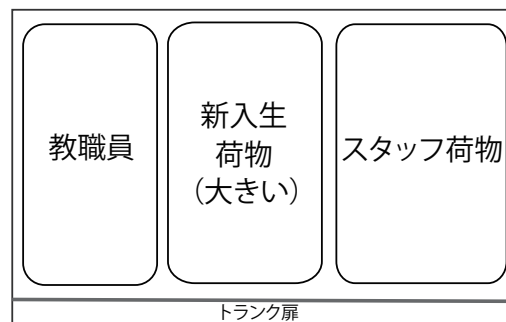 教職員
新入生
荷物
（大きい）
スタッフ荷物
トランク扉